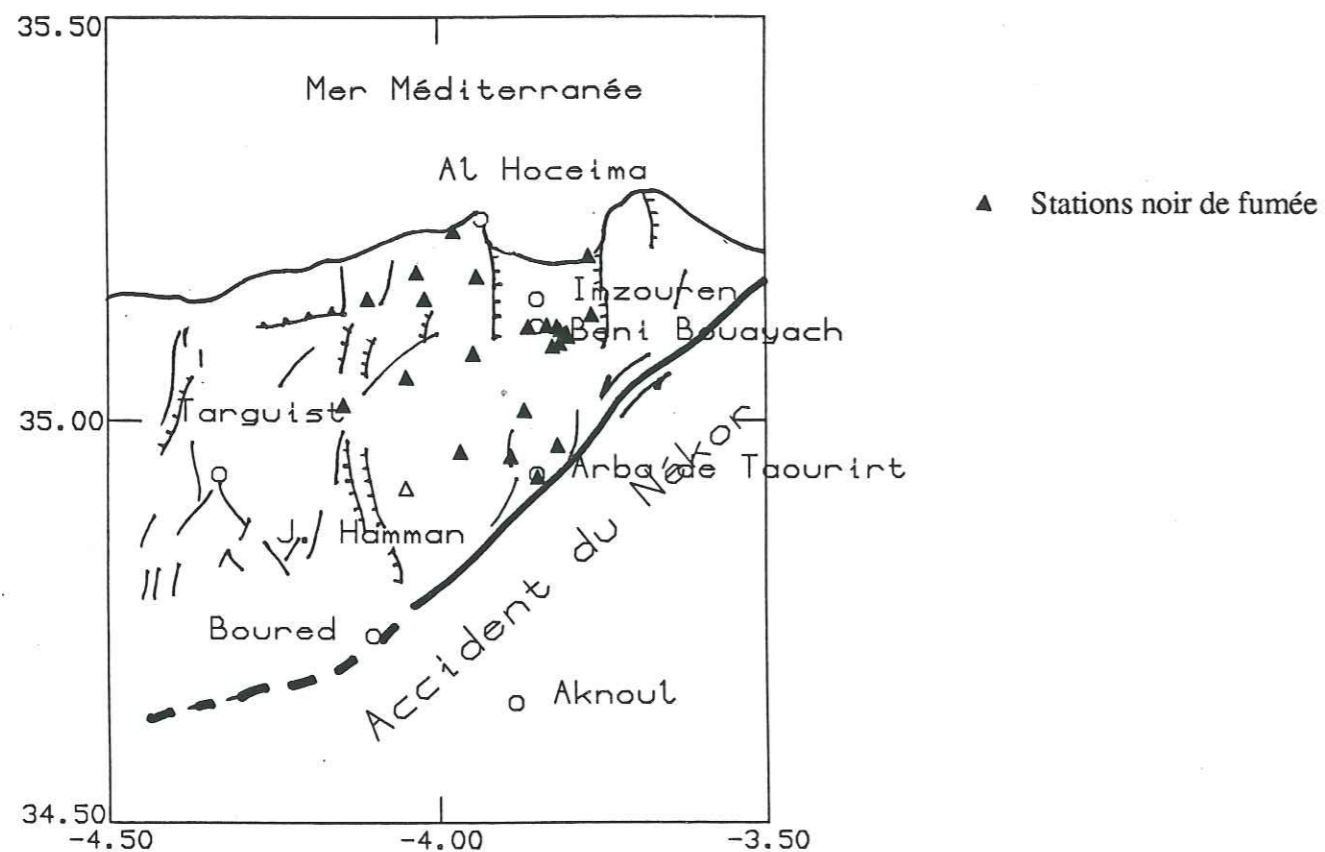 35.50
Mer Méditerranée
Al Hoceima
▲ Stations noir de fumée
Imzouren
Beni Bouayach
Targuist
35.00
Arba de Taourirt
J. Hamman
Accident du Nékor
Boured
Aknoul
34.50
-4.50 -4.00 -3.50